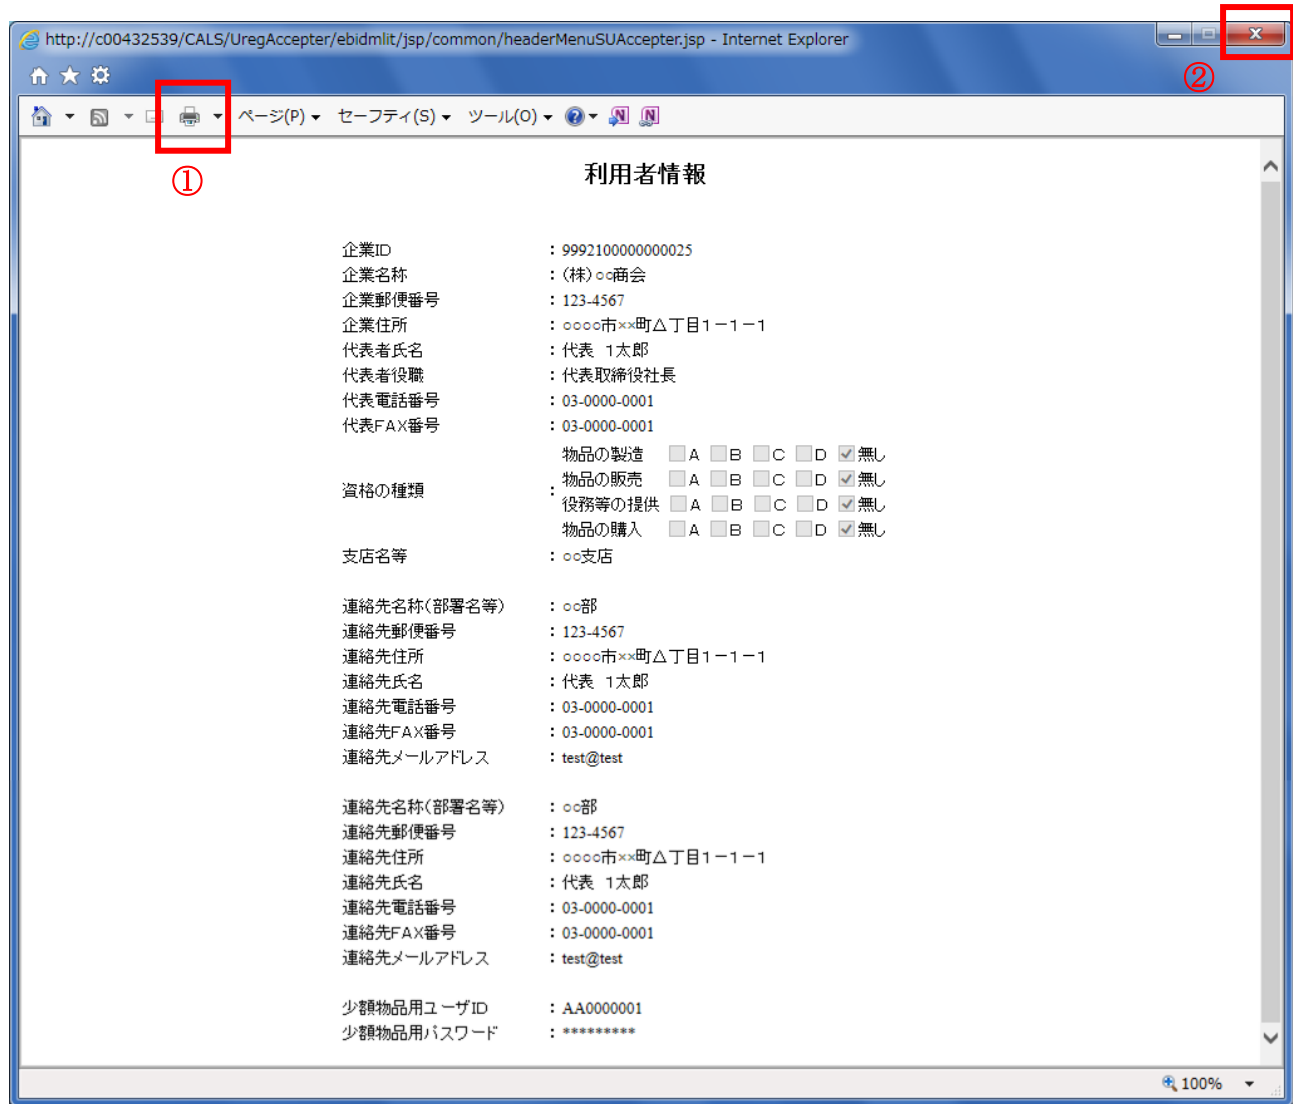 http://c00432539/CALS/UregAccepter/ebidmlit/jsp/common/headerMenuSUAccepter.jsp - Internet Explorer
②
ページ(P) セーフティ(S) ツール(O)
①
利用者情報
企業ID : 9992100000000025
企業名称 : (株)○○商会
企業郵便番号 : 123-4567
企業住所 : ○○○○市××町△丁目1-1-1
代表者氏名 : 代表 1太郎
代表者役職 : 代表取締役社長
代表電話番号 : 03-0000-0001
代表FAX番号 : 03-0000-0001
資格の種類 :
物品の製造 A B C D 無し
物品の販売 A B C D 無し
役務等の提供 A B C D 無し
物品の購入 A B C D 無し
支店名等 : ○○支店
連絡先名称(部署名等) : ○○部
連絡先郵便番号 : 123-4567
連絡先住所 : ○○○○市××町△丁目1-1-1
連絡先氏名 : 代表 1太郎
連絡先電話番号 : 03-0000-0001
連絡先FAX番号 : 03-0000-0001
連絡先メールアドレス : test@test
連絡先名称(部署名等) : ○○部
連絡先郵便番号 : 123-4567
連絡先住所 : ○○○○市××町△丁目1-1-1
連絡先氏名 : 代表 1太郎
連絡先電話番号 : 03-0000-0001
連絡先FAX番号 : 03-0000-0001
連絡先メールアドレス : test@test
少額物品用ユーザID : AA0000001
少額物品用パスワード : *********
100%